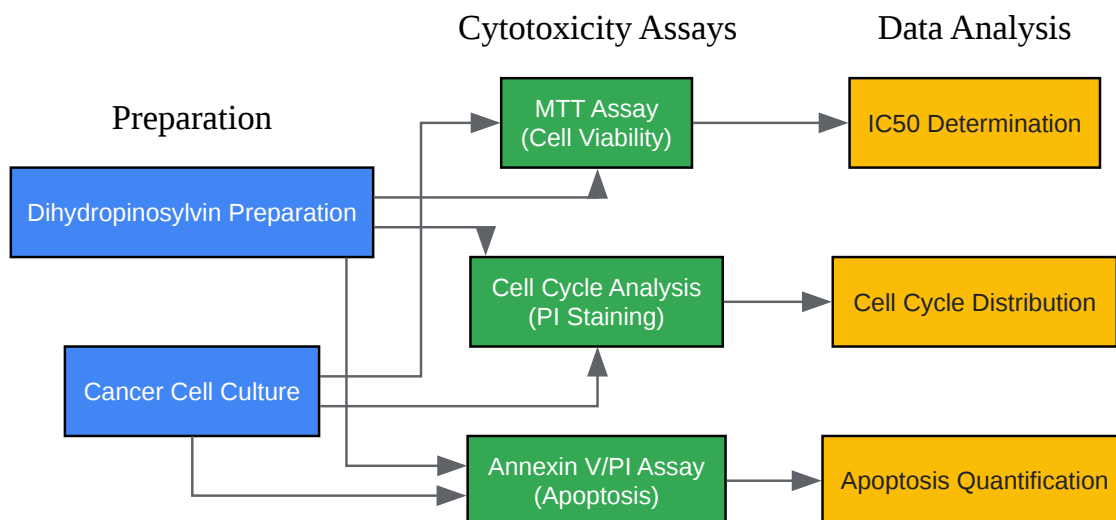 Cytotoxicity Assays
Data Analysis
Preparation
MTT Assay
(Cell Viability)
IC50 Determination
Dihydropinosylvin Preparation
Cell Cycle Analysis
(PI Staining)
Cell Cycle Distribution
Cancer Cell Culture
Annexin V/PI Assay
(Apoptosis)
Apoptosis Quantification